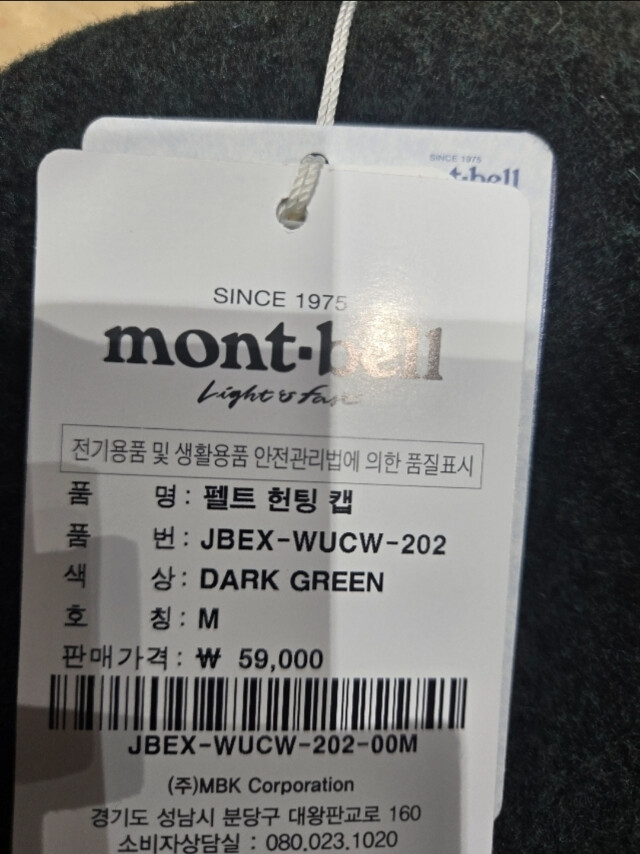 SINCE 1975
t·bell
SINCE 1975
mont·bell
Light & Fast
전기용품 및 생활용품 안전관리법에 의한 품질표시
품 명 : 펠트 헌팅 캡
품 번 : JBEX-WUCW-202
색 상 : DARK GREEN
호 칭 : M
판매가격 : ₩ 59,000
JBEX-WUCW-202-00M
(주)MBK Corporation
경기도 성남시 분당구 대왕판교로 160
소비자상담실 : 080.023.1020